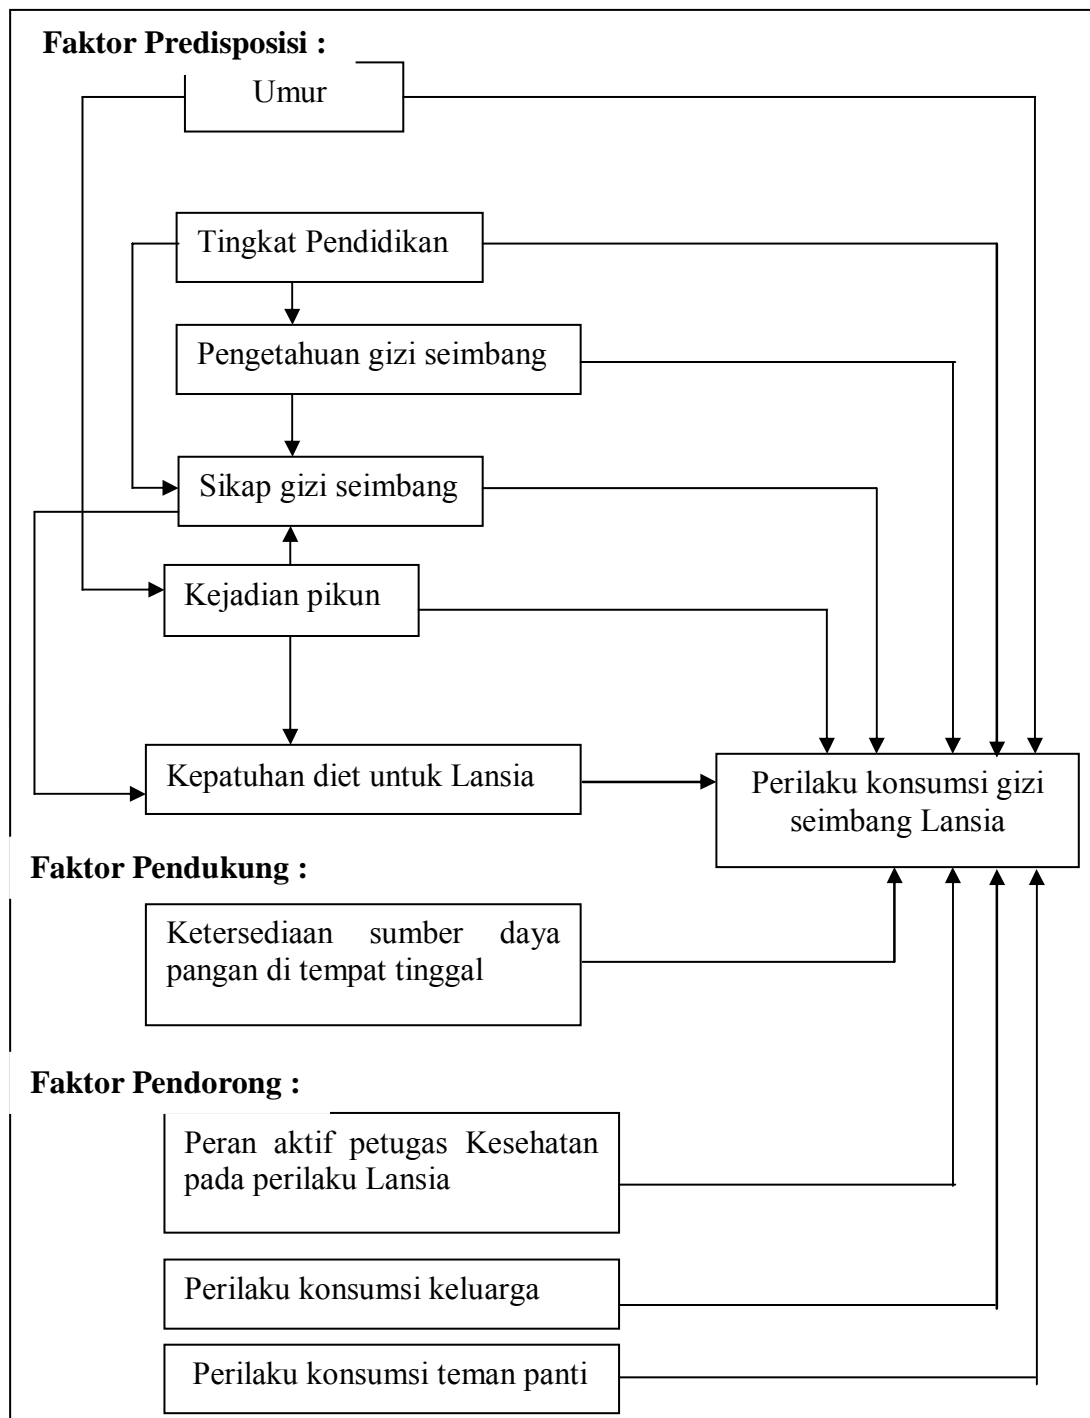 Faktor Predisposisi :
Umur
Tingkat Pendidikan
Pengetahuan gizi seimbang
Sikap gizi seimbang
Kejadian pikun
Kepatuhan diet untuk Lansia
Perilaku konsumsi gizi
seimbang Lansia
Faktor Pendukung :
Ketersediaan sumber daya
pangan di tempat tinggal
Faktor Pendorong :
Peran aktif petugas Kesehatan
pada perilaku Lansia
Perilaku konsumsi keluarga
Perilaku konsumsi teman panti